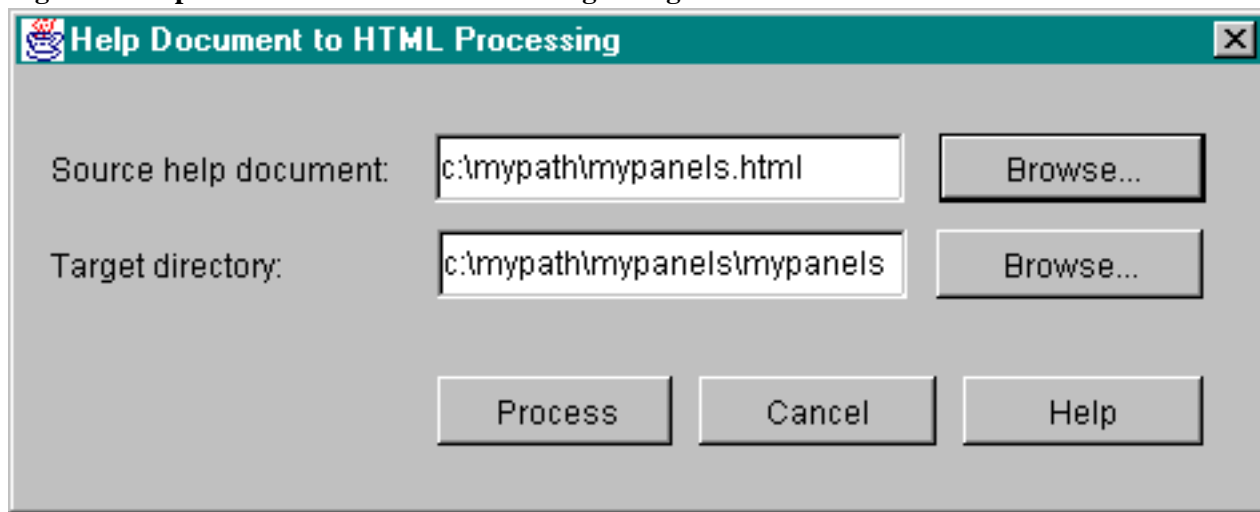 Help Document to HTML Processing
Source help document: c:\mypath\mypanels.html Browse...
Target directory: c:\mypath\mypanels\mypanels Browse...
Process Cancel Help